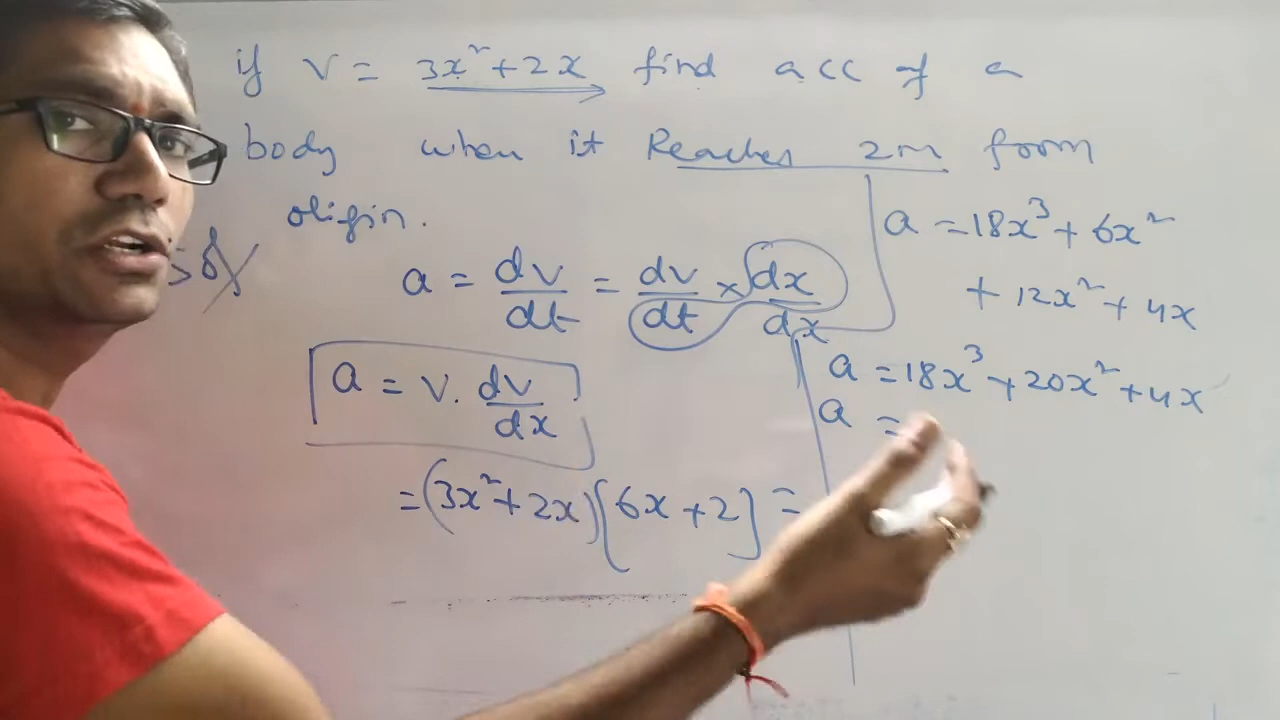 if v = 3x² + 2x find acc of a
body when it Reaches 2m form
origin.
a = dv/dt = dv/dt × dx/dx
a = v. dv/dx
= (3x² + 2x)[6x + 2] =
a = 18x³ + 6x²
+ 12x² + 4x
a = 18x³ + 20x² + 4x
a =